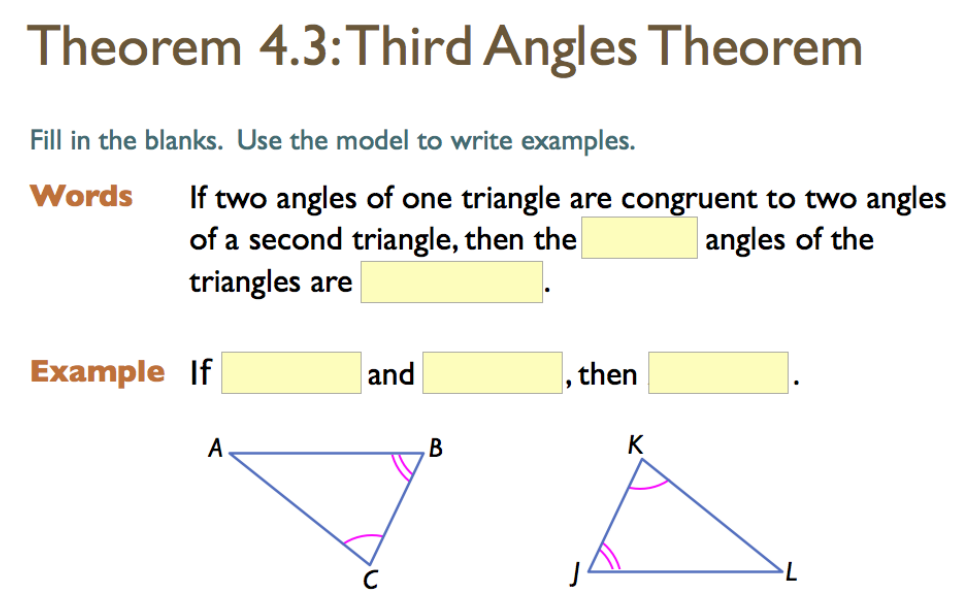 Theorem 4.3: Third Angles Theorem
Fill in the blanks. Use the model to write examples.
Words If two angles of one triangle are congruent to two angles
of a second triangle, then the angles of the
triangles are .
Example If and , then .
A B K
C J L